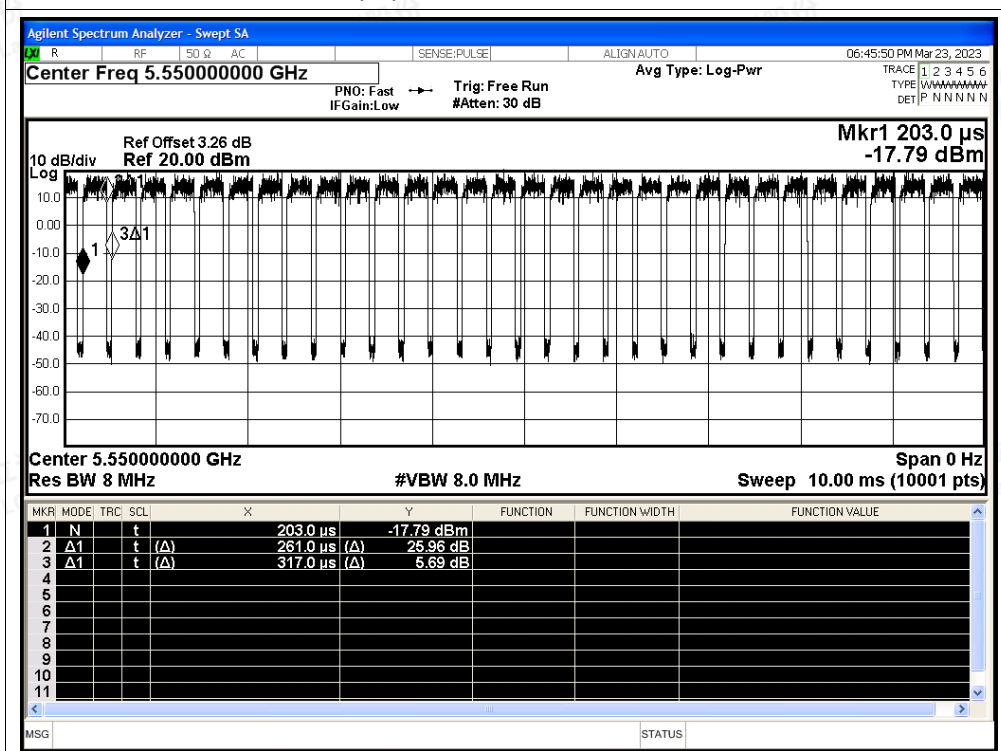 Agilent Spectrum Analyzer - Swept SA
LXI R RF 50 Ω AC SENSE:PULSE ALIGN AUTO 06:45:50 PM Mar 23, 2023
Center Freq 5.550000000 GHz
PNO: Fast
IFGain:Low
Trig: Free Run
#Atten: 30 dB
Avg Type: Log-Pwr
TRACE 1 2 3 4 5 6
TYPE
DET P N N N N N
Ref Offset 3.26 dB
10 dB/div Ref 20.00 dBm
Log
Mkr1 203.0 µs
-17.79 dBm
10.0
0.00
-10.0
-20.0
-30.0
-40.0
-50.0
-60.0
-70.0
1
3Δ1
Center 5.550000000 GHz Span 0 Hz
Res BW 8 MHz #VBW 8.0 MHz Sweep 10.00 ms (10001 pts)
MKR MODE TRC SCL X Y FUNCTION FUNCTION WIDTH FUNCTION VALUE
1 N t 203.0 µs -17.79 dBm
2 Δ1 t (Δ) 261.0 µs (Δ) 25.96 dB
3 Δ1 t (Δ) 317.0 µs (Δ) 5.69 dB
4
5
6
7
8
9
10
11
MSG STATUS